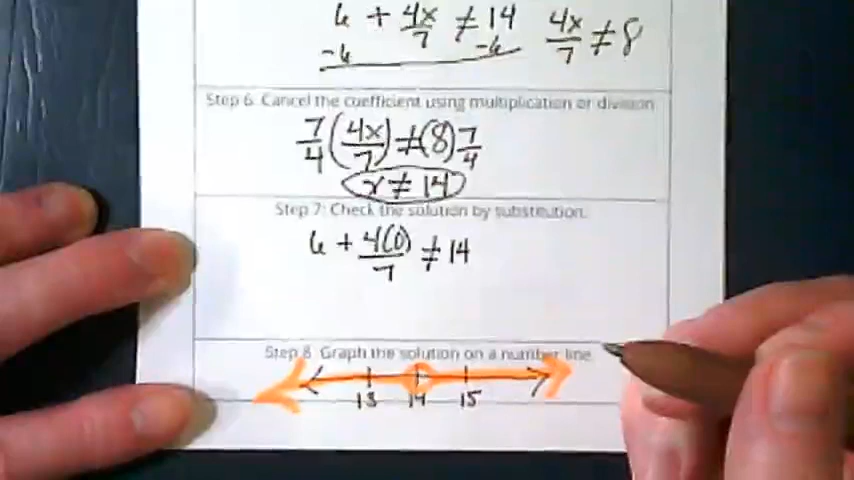 6 + 4x/7 ≠ 14   4x/7 ≠ 8
-6   -6
Step 6: Cancel the coefficient using multiplication or division.
7/4 (4x/7) ≠ (8) 7/4
x ≠ 14
Step 7: Check the solution by substitution.
6 + 4(0)/7 ≠ 14
Step 8: Graph the solution on a number line.
13 14 15